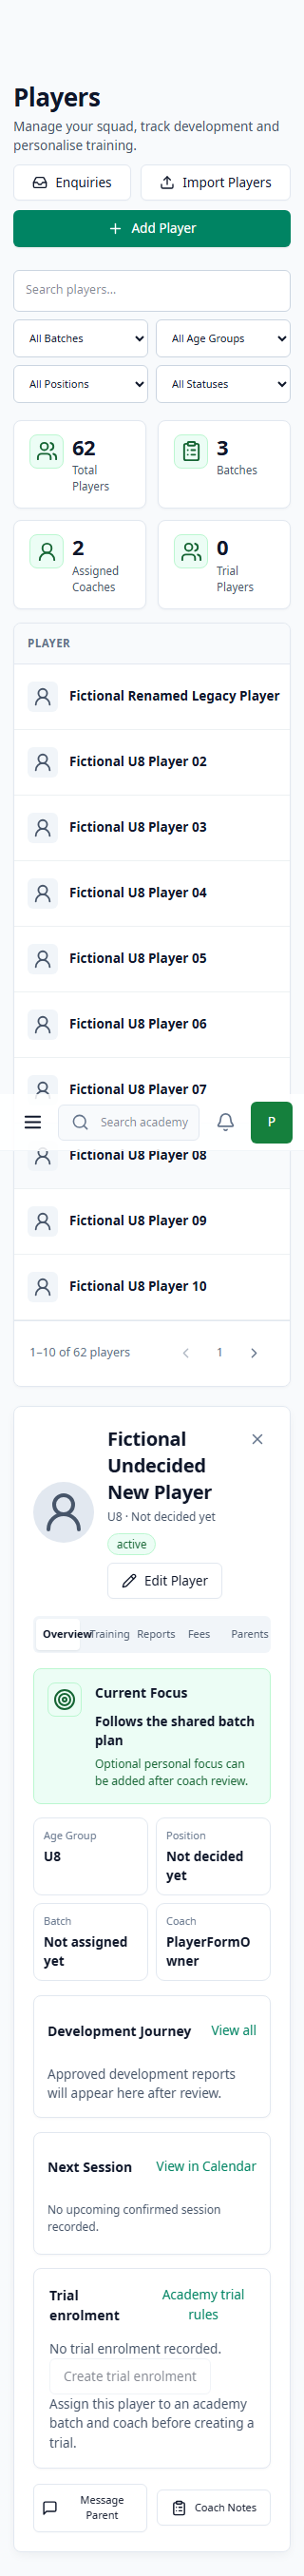 Players
Manage your squad, track development and
personalise training.
Enquiries
Import Players
Add Player
Search players...
All Batches
All Age Groups
All Positions
All Statuses
62
Total
Players
3
Batches
2
Assigned
Coaches
0
Trial
Players
PLAYER
Fictional Renamed Legacy Player
Fictional U8 Player 02
Fictional U8 Player 03
Fictional U8 Player 04
Fictional U8 Player 05
Fictional U8 Player 06
Fictional U8 Player 07
Search academy
P
Fictional U8 Player 08
Fictional U8 Player 09
Fictional U8 Player 10
1–10 of 62 players
1
Fictional
Undecided
New Player
U8 · Not decided yet
active
Edit Player
Overview
Training
Reports
Fees
Parents
Current Focus
Follows the shared batch
plan
Optional personal focus can
be added after coach review.
Age Group
U8
Position
Not decided
yet
Batch
Not assigned
yet
Coach
PlayerFormO
wner
Development Journey
View all
Approved development reports
will appear here after review.
Next Session
View in Calendar
No upcoming confirmed session
recorded.
Trial
enrolment
Academy trial
rules
No trial enrolment recorded.
Create trial enrolment
Assign this player to an academy
batch and coach before creating a
trial.
Message
Parent
Coach Notes